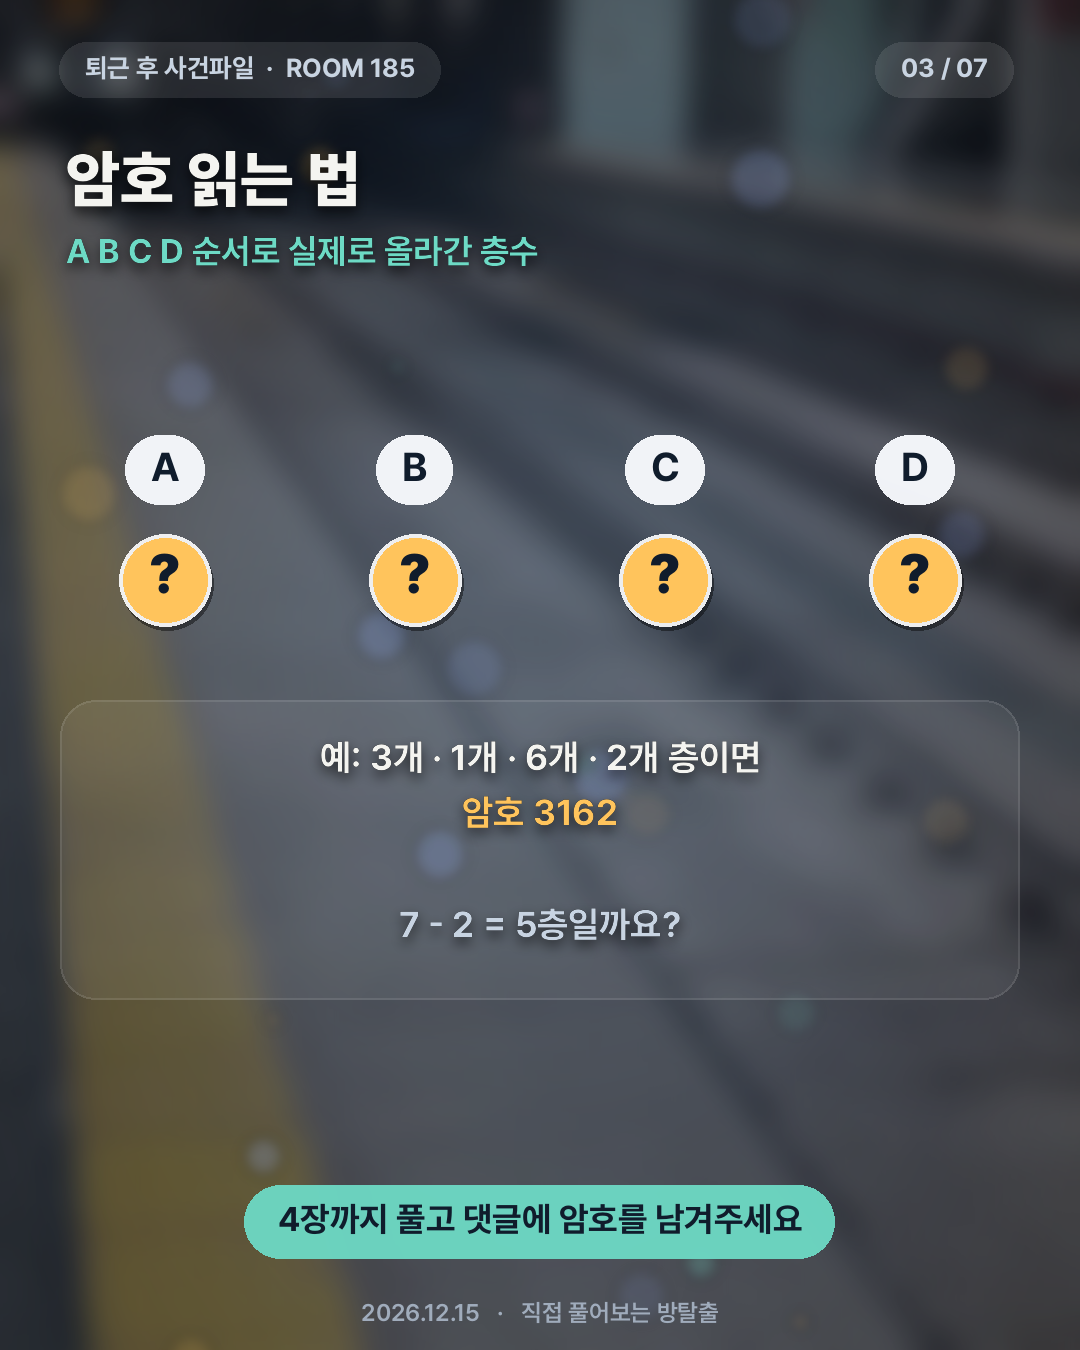 퇴근 후 사건파일 · ROOM 185
03 / 07
암호 읽는 법
A B C D 순서로 실제로 올라간 층수
A B C D
? ? ? ?
예: 3개 · 1개 · 6개 · 2개 층이면
암호 3162
7 - 2 = 5층일까요?
4장까지 풀고 댓글에 암호를 남겨주세요
2026.12.15 · 직접 풀어보는 방탈출